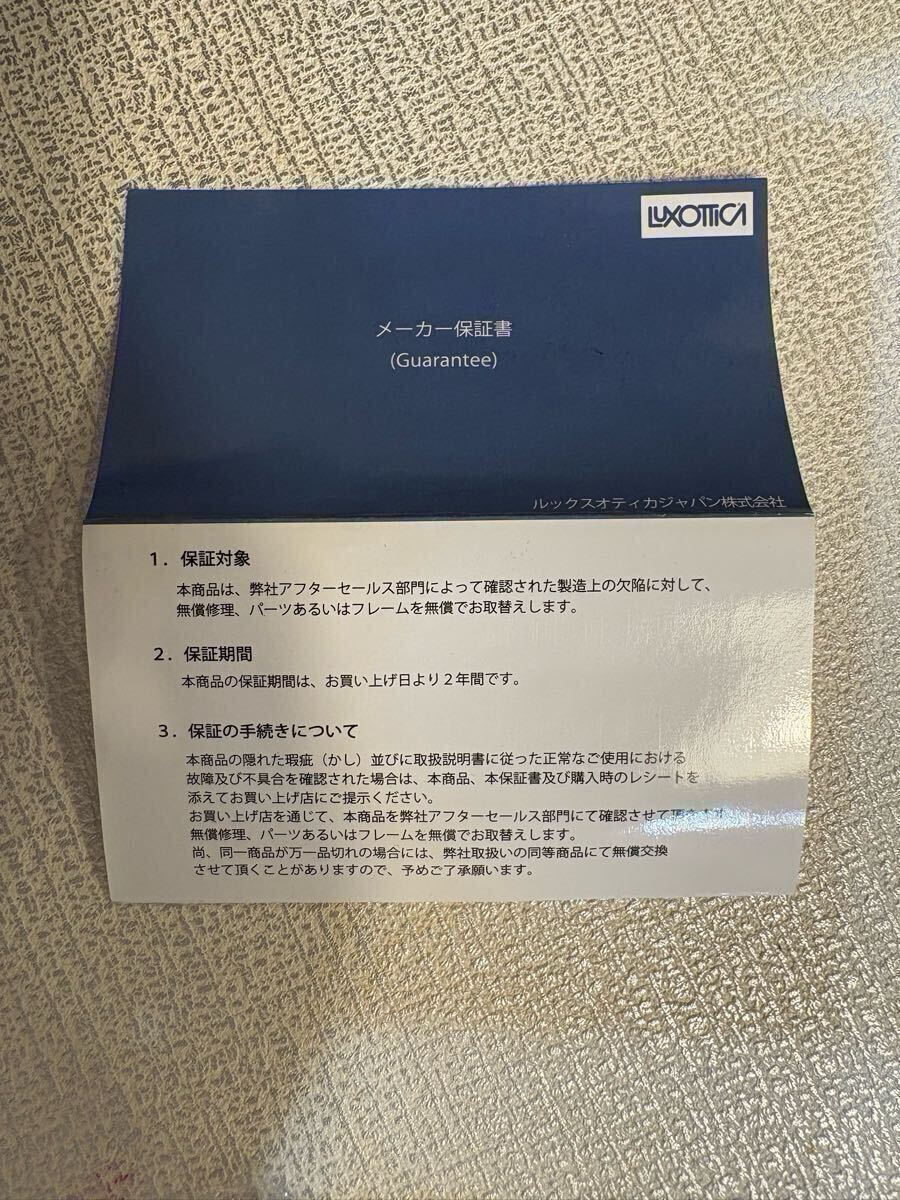 LUXOTTICA
メーカー保証書
(Guarantee)
ルックスオティカジャパン株式会社
1．保証対象
本商品は、弊社アフターセールス部門によって確認された製造上の欠陥に対して、
無償修理、パーツあるいはフレームを無償でお取替えします。
2．保証期間
本商品の保証期間は、お買い上げ日より２年間です。
3．保証の手続きについて
本商品の隠れた瑕疵（かし）並びに取扱説明書に従った正常なご使用における
故障及び不具合を確認された場合は、本商品、本保証書及び購入時のレシートを
添えてお買い上げ店にご提示ください。
お買い上げ店を通じて、本商品を弊社アフターセールス部門にて確認させて頂きます
無償修理、パーツあるいはフレームを無償でお取替えします。
尚、同一商品が万一品切れの場合には、弊社取扱いの同等商品にて無償交換
させて頂くことがありますので、予めご了承願います。